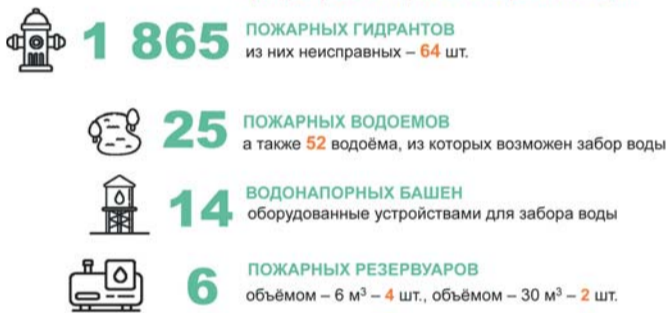 1 865 ПОЖАРНЫХ ГИДРАНТОВ
из них неисправных – 64 шт.
25 ПОЖАРНЫХ ВОДОЕМОВ
а также 52 водоёма, из которых возможен забор воды
14 ВОДОНАПОРНЫХ БАШЕН
оборудованные устройствами для забора воды
6 ПОЖАРНЫХ РЕЗЕРВУАРОВ
объёмом – 6 м³ – 4 шт., объёмом – 30 м³ – 2 шт.